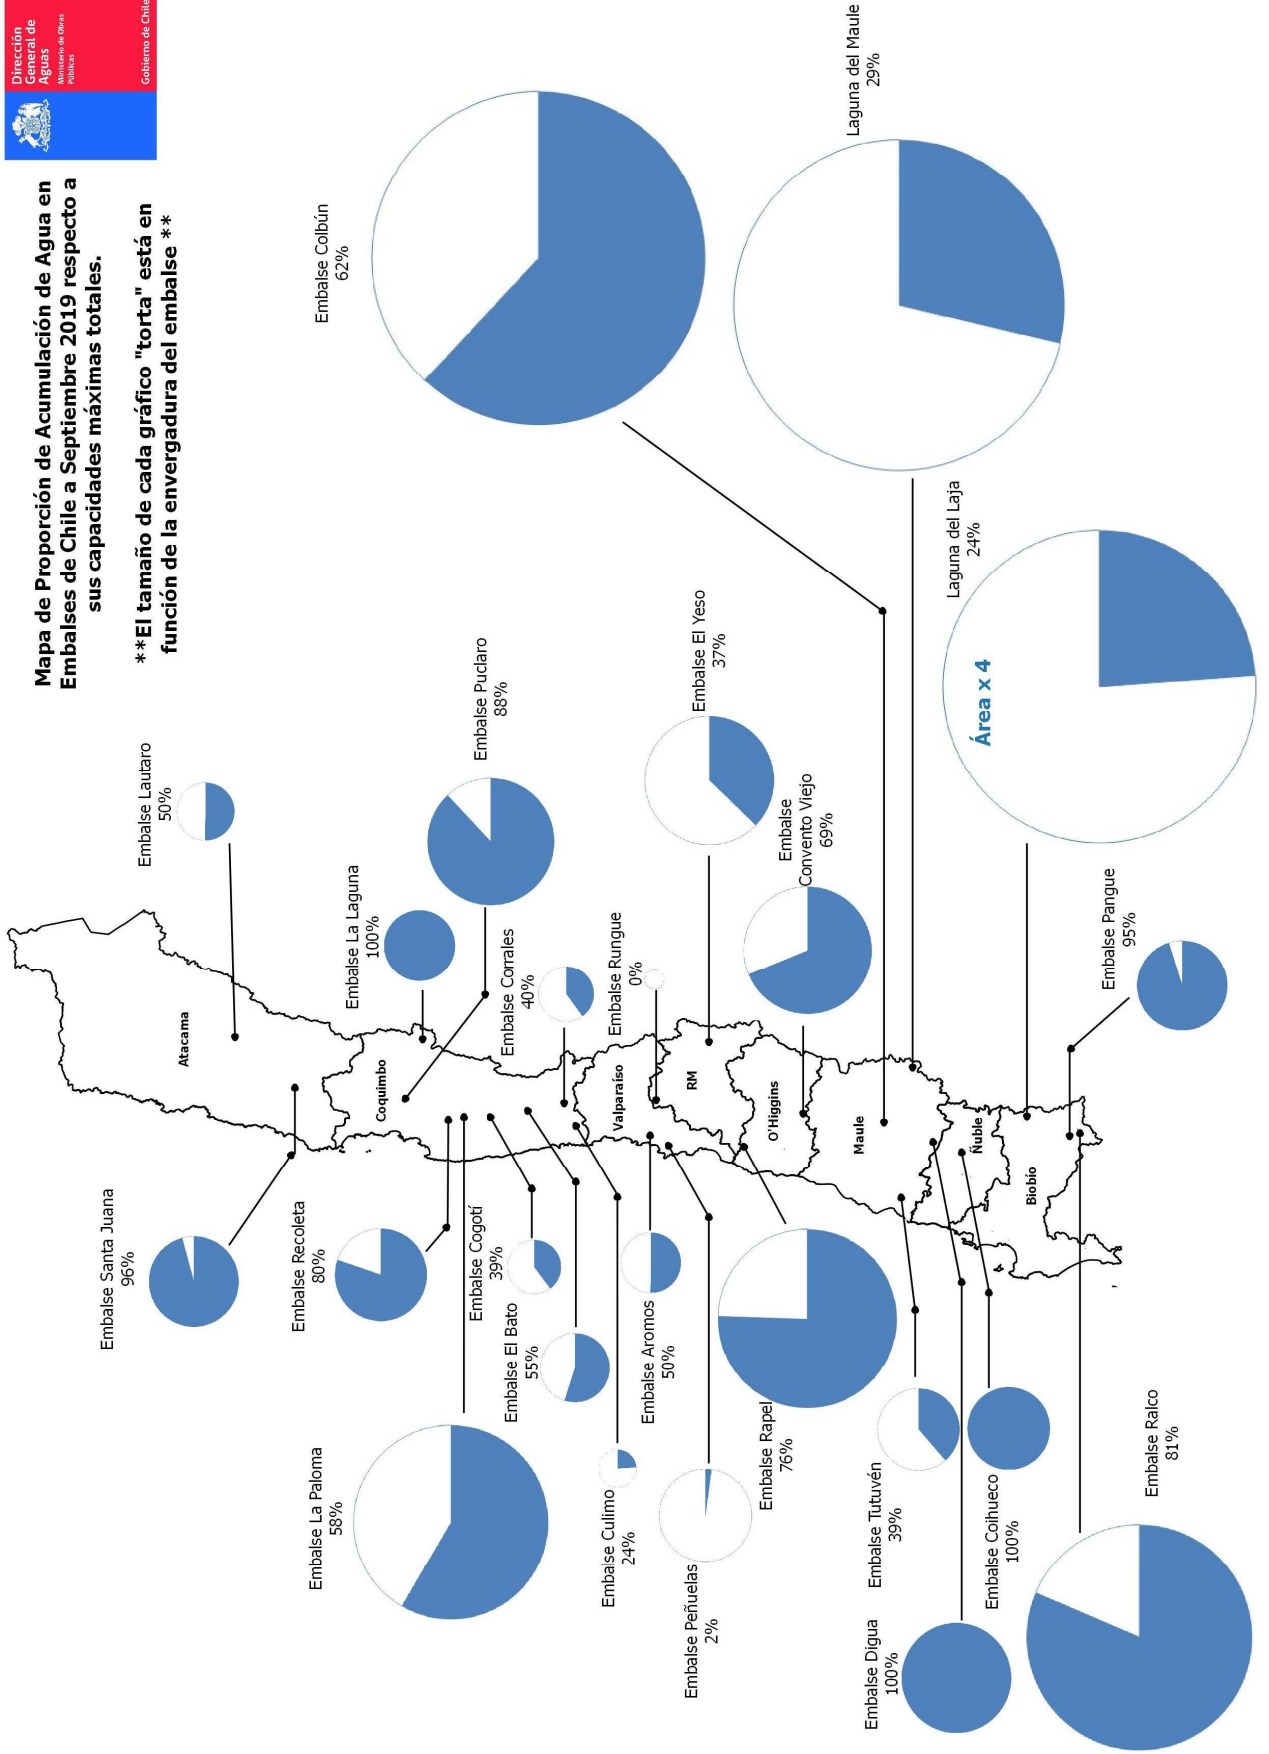 Dirección
General de
Aguas
Ministerio de Obras
Públicas
Gobierno de Chile
Mapa de Proporción de Acumulación de Agua en
Embalses de Chile a Septiembre 2019 respecto a
sus capacidades máximas totales.
**El tamaño de cada gráfico "torta" está en
función de la envergadura del embalse **
Embalse Lautaro
50%
Embalse Santa Juana
96%
Atacama
Embalse La Laguna
100%
Embalse Puclaro
88%
Embalse Recoleta
80%
Coquimbo
Embalse La Paloma
58%
Embalse Cogotí
39%
Embalse Corrales
40%
Embalse El Bato
55%
Embalse Culimo
24%
Embalse Rungue
0%
Valparaíso
Embalse Aromos
50%
Embalse Peñuelas
2%
Embalse El Yeso
37%
RM
Embalse Rapel
76%
O'Higgins
Embalse
Convento Viejo
69%
Embalse Colbún
62%
Laguna del Maule
29%
Maule
Embalse Tutuvén
39%
Embalse Digua
100%
Embalse Coihueco
100%
Ñuble
Laguna del Laja
24%
Área x 4
Biobío
Embalse Pangue
95%
Embalse Ralco
81%